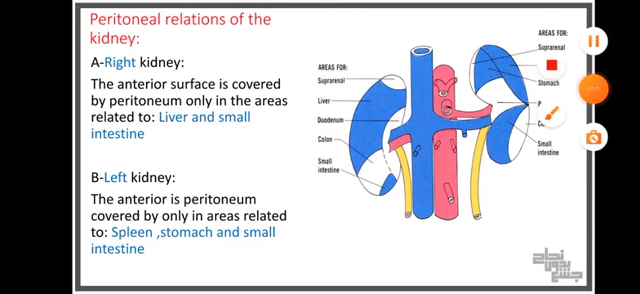 Peritoneal relations of the
kidney:
A-Right kidney:
The anterior surface is covered
by peritoneum only in the areas
related to: Liver and small
intestine
B-Left kidney:
The anterior is peritoneum
covered by only in areas related
to: Spleen ,stomach and small
intestine
AREAS FOR:
Suprarenal
Liver
Duodenum
Colon
Small
intestine
AREAS FOR:
Suprarenal
Stomach
P
Small
intestine